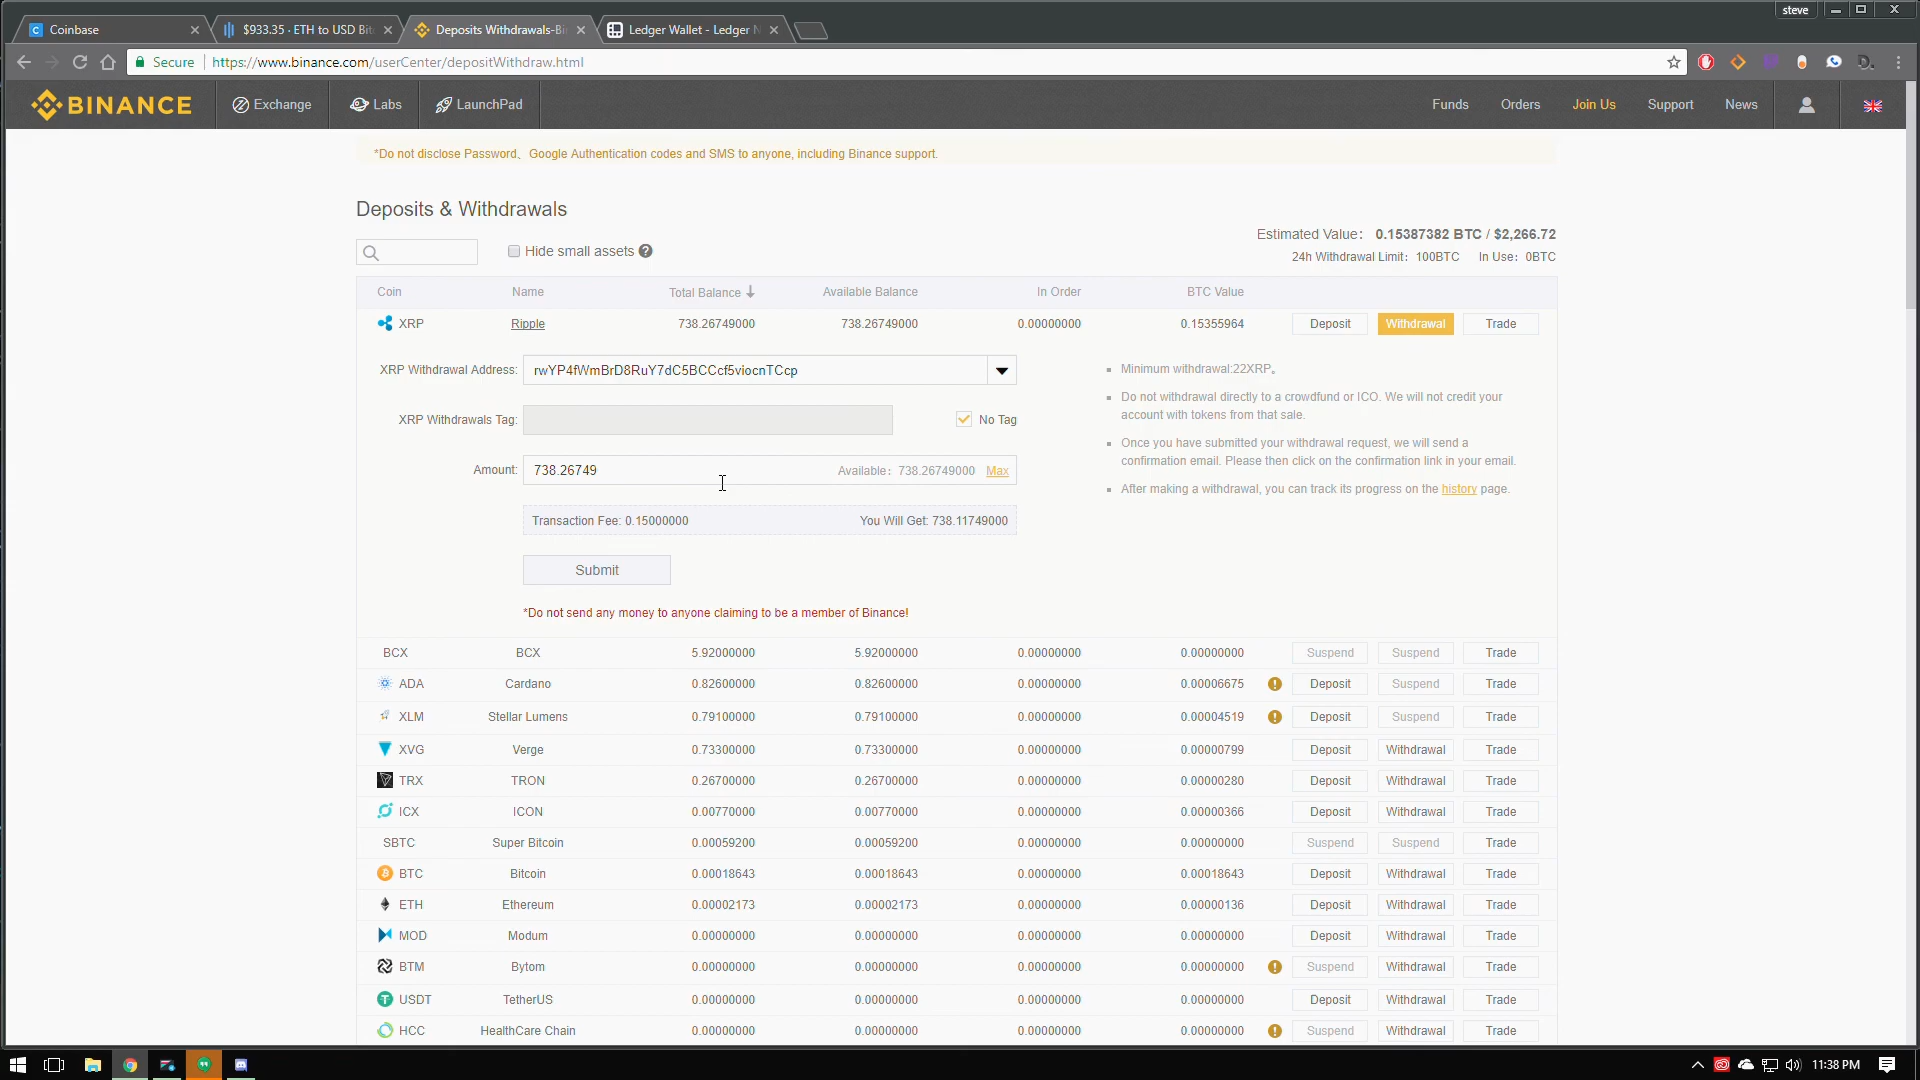 steve
Coinbase
$933.35 · ETH to USD Bit
Deposits Withdrawals-Bi
Ledger Wallet - Ledger N
Secure
https://www.binance.com/userCenter/depositWithdraw.html
BINANCE
Exchange
Labs
LaunchPad
Funds
Orders
Join Us
Support
News
*Do not disclose Password、Google Authentication codes and SMS to anyone, including Binance support.
Deposits & Withdrawals
Estimated Value： 0.15387382 BTC / $2,266.72
Hide small assets ?
24h Withdrawal Limit：100BTC In Use：0BTC
Coin Name Total Balance Available Balance In Order BTC Value
XRP Ripple 738.26749000 738.26749000 0.00000000 0.15355964 Deposit Withdrawal Trade
XRP Withdrawal Address: rwYP4fWmBrD8RuY7dC5BCCcf5viocnTCcp
XRP Withdrawals Tag: No Tag
Amount: 738.26749 Available：738.26749000 Max
Transaction Fee: 0.15000000 You Will Get: 738.11749000
Submit
*Do not send any money to anyone claiming to be a member of Binance!
Minimum withdrawal:22XRP。
Do not withdrawal directly to a crowdfund or ICO. We will not credit your
account with tokens from that sale.
Once you have submitted your withdrawal request, we will send a
confirmation email. Please then click on the confirmation link in your email.
After making a withdrawal, you can track its progress on the history page.
BCX BCX 5.92000000 5.92000000 0.00000000 0.00000000 Suspend Suspend Trade
ADA Cardano 0.82600000 0.82600000 0.00000000 0.00006675 ! Deposit Suspend Trade
XLM Stellar Lumens 0.79100000 0.79100000 0.00000000 0.00004519 ! Deposit Suspend Trade
XVG Verge 0.73300000 0.73300000 0.00000000 0.00000799 Deposit Withdrawal Trade
TRX TRON 0.26700000 0.26700000 0.00000000 0.00000280 Deposit Withdrawal Trade
ICX ICON 0.00770000 0.00770000 0.00000000 0.00000366 Deposit Withdrawal Trade
SBTC Super Bitcoin 0.00059200 0.00059200 0.00000000 0.00000000 Suspend Suspend Trade
BTC Bitcoin 0.00018643 0.00018643 0.00000000 0.00018643 Deposit Withdrawal Trade
ETH Ethereum 0.00002173 0.00002173 0.00000000 0.00000136 Deposit Withdrawal Trade
MOD Modum 0.00000000 0.00000000 0.00000000 0.00000000 Deposit Withdrawal Trade
BTM Bytom 0.00000000 0.00000000 0.00000000 0.00000000 ! Suspend Withdrawal Trade
USDT TetherUS 0.00000000 0.00000000 0.00000000 0.00000000 Deposit Withdrawal Trade
HCC HealthCare Chain 0.00000000 0.00000000 0.00000000 0.00000000 ! Suspend Withdrawal Trade
11:38 PM